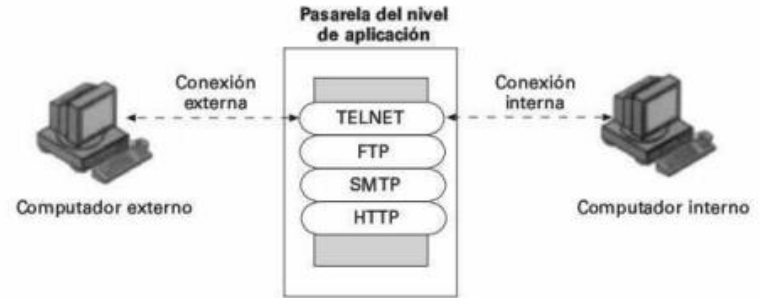 Pasarela del nivel
de aplicación
Conexión
externa
Conexión
interna
TELNET
FTP
SMTP
HTTP
Computador externo
Computador interno